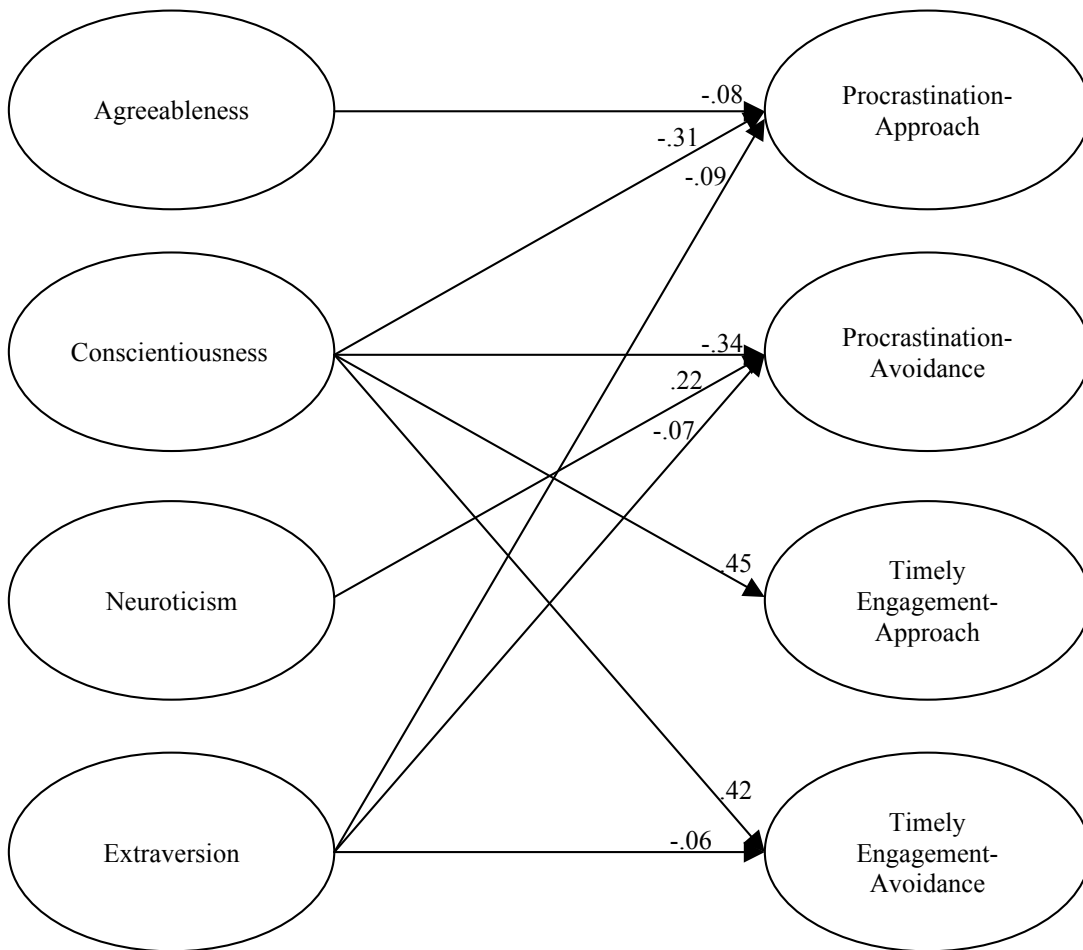 Agreeableness
-.08
Procrastination-
Approach
-.31
-.09
Conscientiousness
-.34
Procrastination-
Avoidance
.22
-.07
Neuroticism
.45
Timely
Engagement-
Approach
Extraversion
.42
-.06
Timely
Engagement-
Avoidance